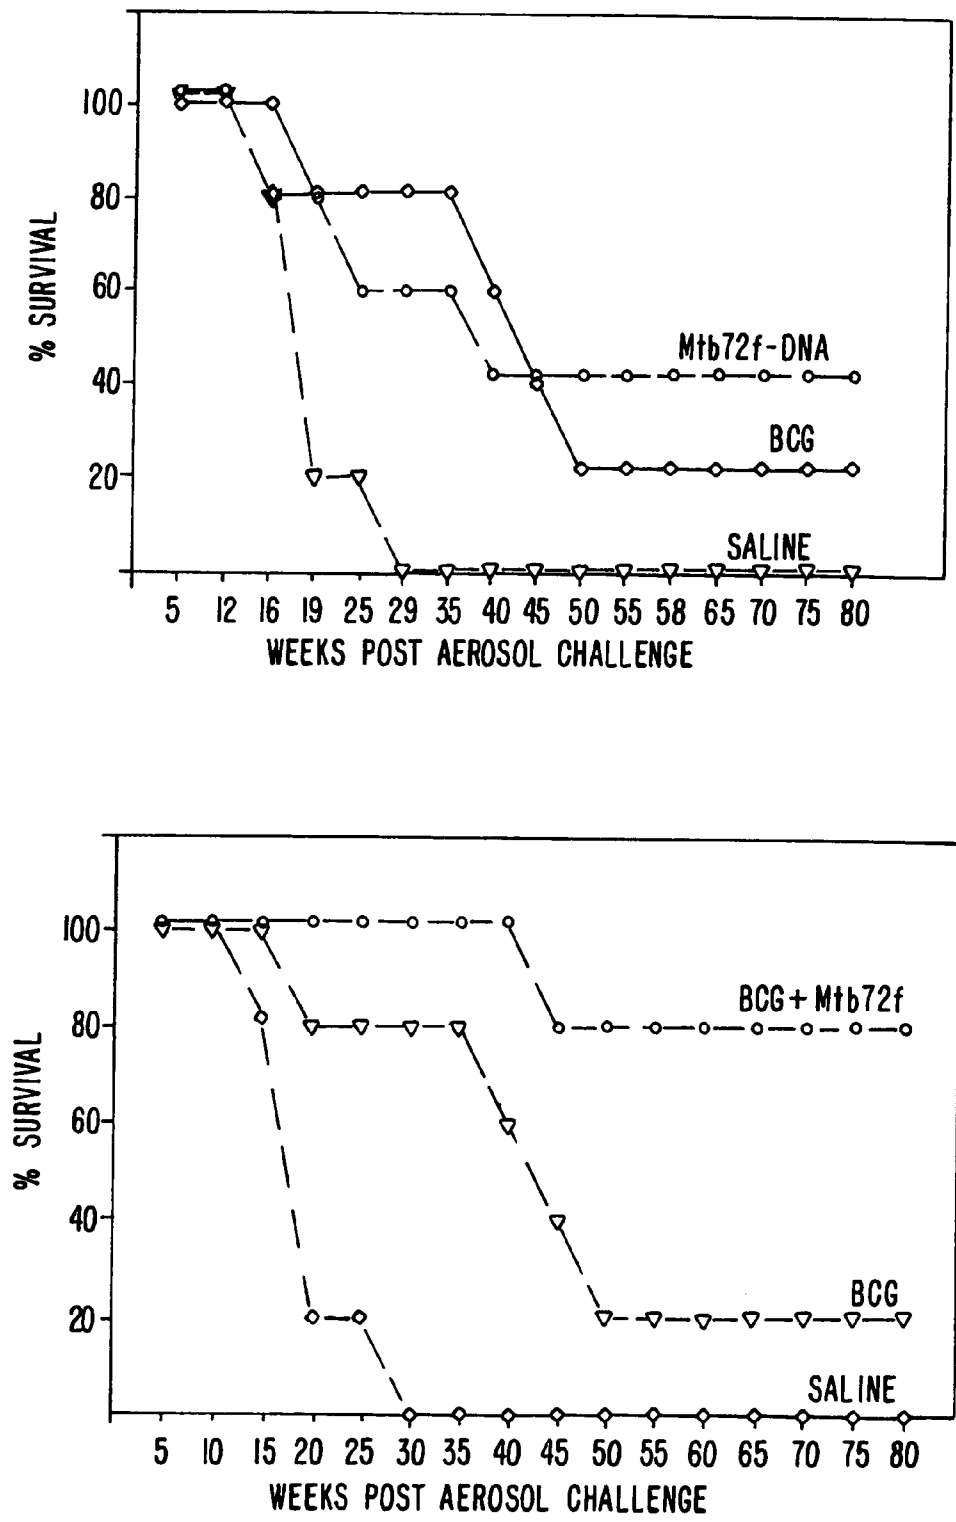 100
80
60
40
20
% SURVIVAL
Mtb72f-DNA
BCG
SALINE
5 12 16 19 25 29 35 40 45 50 55 58 65 70 75 80
WEEKS POST AEROSOL CHALLENGE
100
80
60
40
20
% SURVIVAL
BCG+Mtb72f
BCG
SALINE
5 10 15 20 25 30 35 40 45 50 55 60 65 70 75 80
WEEKS POST AEROSOL CHALLENGE